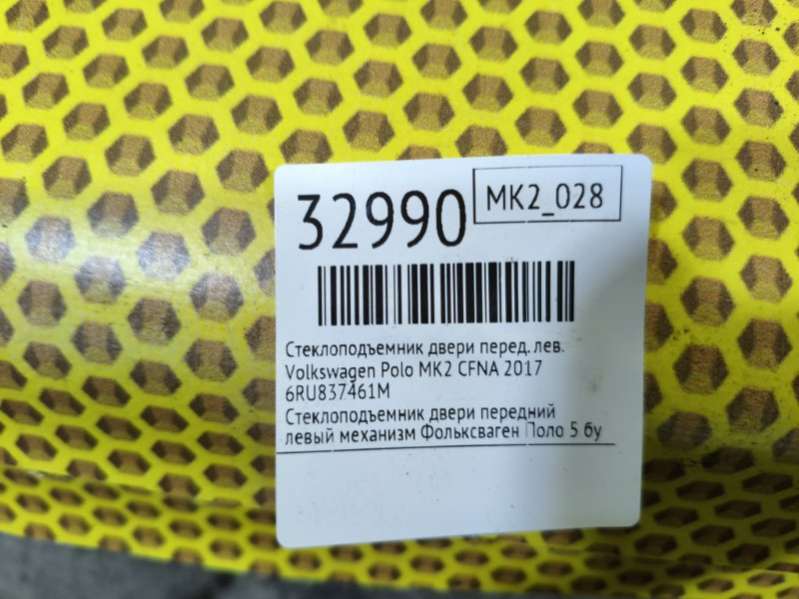 32990
MK2_028
Стеклоподъемник двери перед. лев.
Volkswagen Polo MK2 CFNA 2017
6RU837461M
Стеклоподъемник двери передний
левый механизм Фольксваген Поло 5 бу